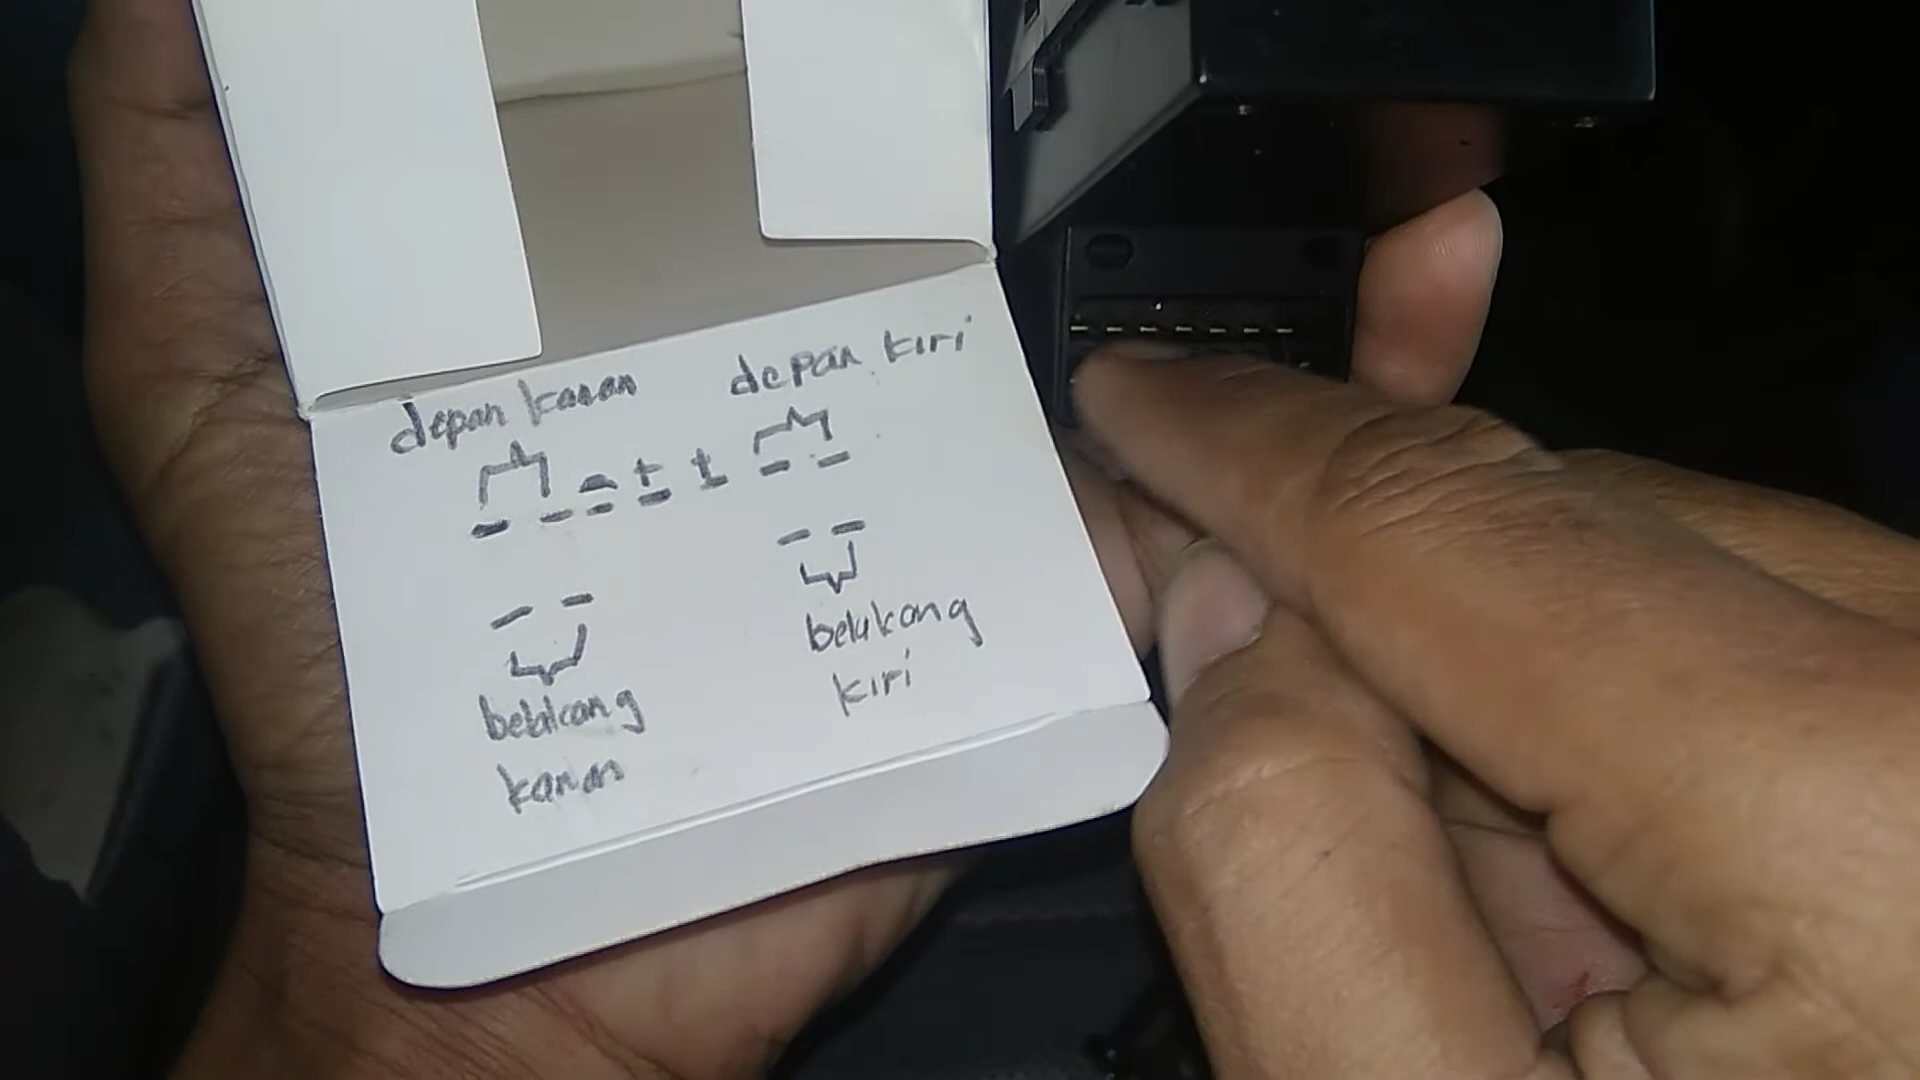 depan kanan
depan kiri
- ± ±
belakang
kanan
belakang
kiri